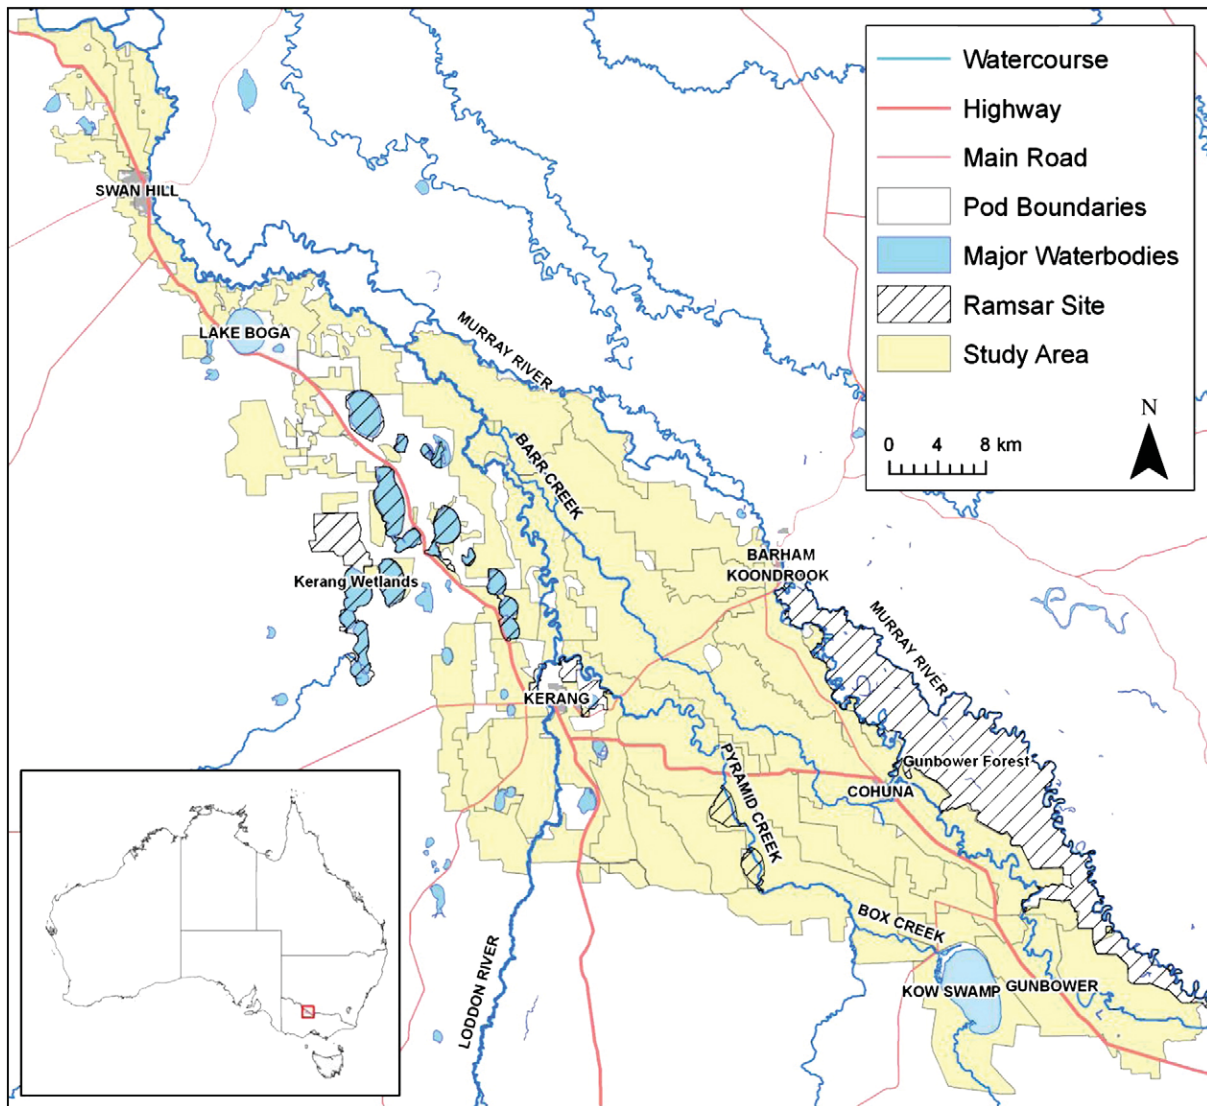 Watercourse
Highway
Main Road
Pod Boundaries
Major Waterbodies
Ramsar Site
Study Area
N
0 4 8 km
SWAN HILL
LAKE BOGA
MURRAY RIVER
BARR CREEK
BARHAM
KOONDROOK
Kerang Wetlands
MURRAY RIVER
KERANG
Gunbower Forest
PYRAMID CREEK
COHUNA
BOX CREEK
LODDON RIVER
KOW SWAMP
GUNBOWER